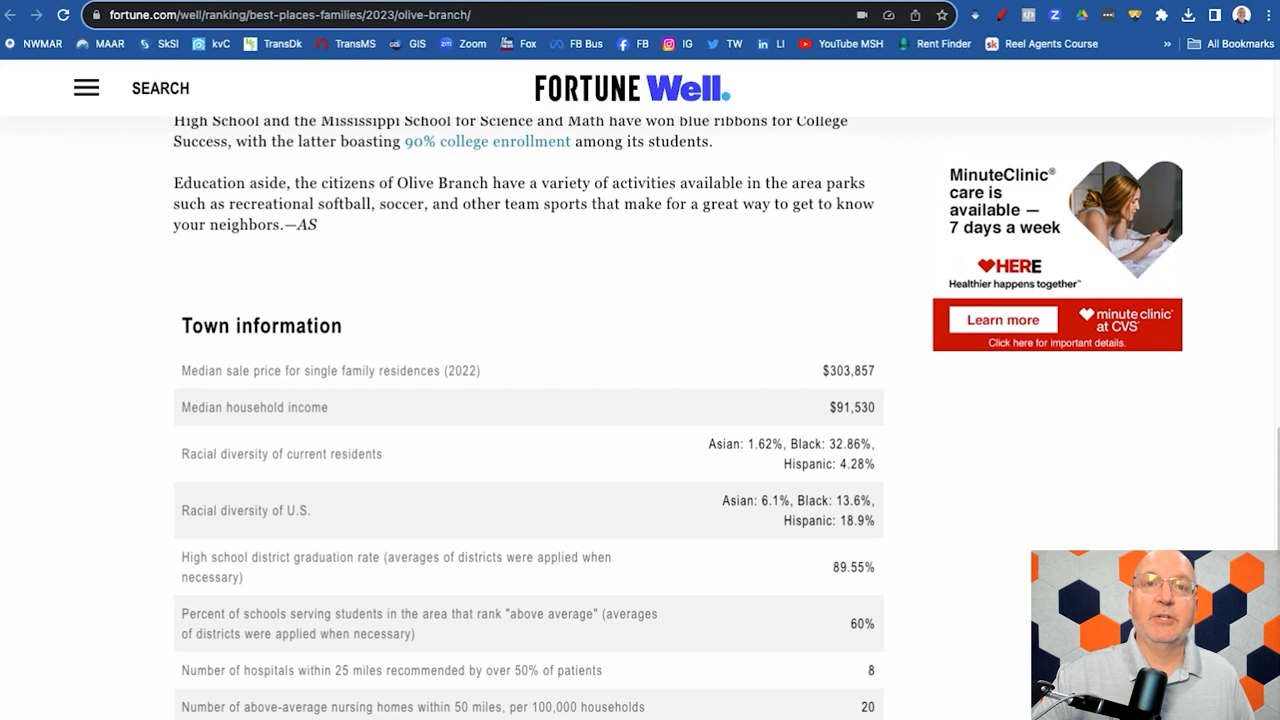 fortune.com/well/ranking/best-places-families/2023/olive-branch/
NWMAR MAAR SkSl kvC TransDk TransMS GIS Zoom Fox FB Bus FB IG TW LI YouTube MSH Rent Finder Reel Agents Course » All Bookmarks
SEARCH
FORTUNE Well.
High School and the Mississippi School for Science and Math have won blue ribbons for College
Success, with the latter boasting 90% college enrollment among its students.
Education aside, the citizens of Olive Branch have a variety of activities available in the area parks
such as recreational softball, soccer, and other team sports that make for a great way to get to know
your neighbors.—AS
MinuteClinic®
care is
available —
7 days a week
HERE
Healthier happens together™
Learn more
minute clinic®
at CVS®
Click here for important details.
Town information
Median sale price for single family residences (2022) $303,857
Median household income $91,530
Racial diversity of current residents Asian: 1.62%, Black: 32.86%,
Hispanic: 4.28%
Racial diversity of U.S. Asian: 6.1%, Black: 13.6%,
Hispanic: 18.9%
High school district graduation rate (averages of districts were applied when
necessary) 89.55%
Percent of schools serving students in the area that rank "above average" (averages
of districts were applied when necessary) 60%
Number of hospitals within 25 miles recommended by over 50% of patients 8
Number of above-average nursing homes within 50 miles, per 100,000 households 20